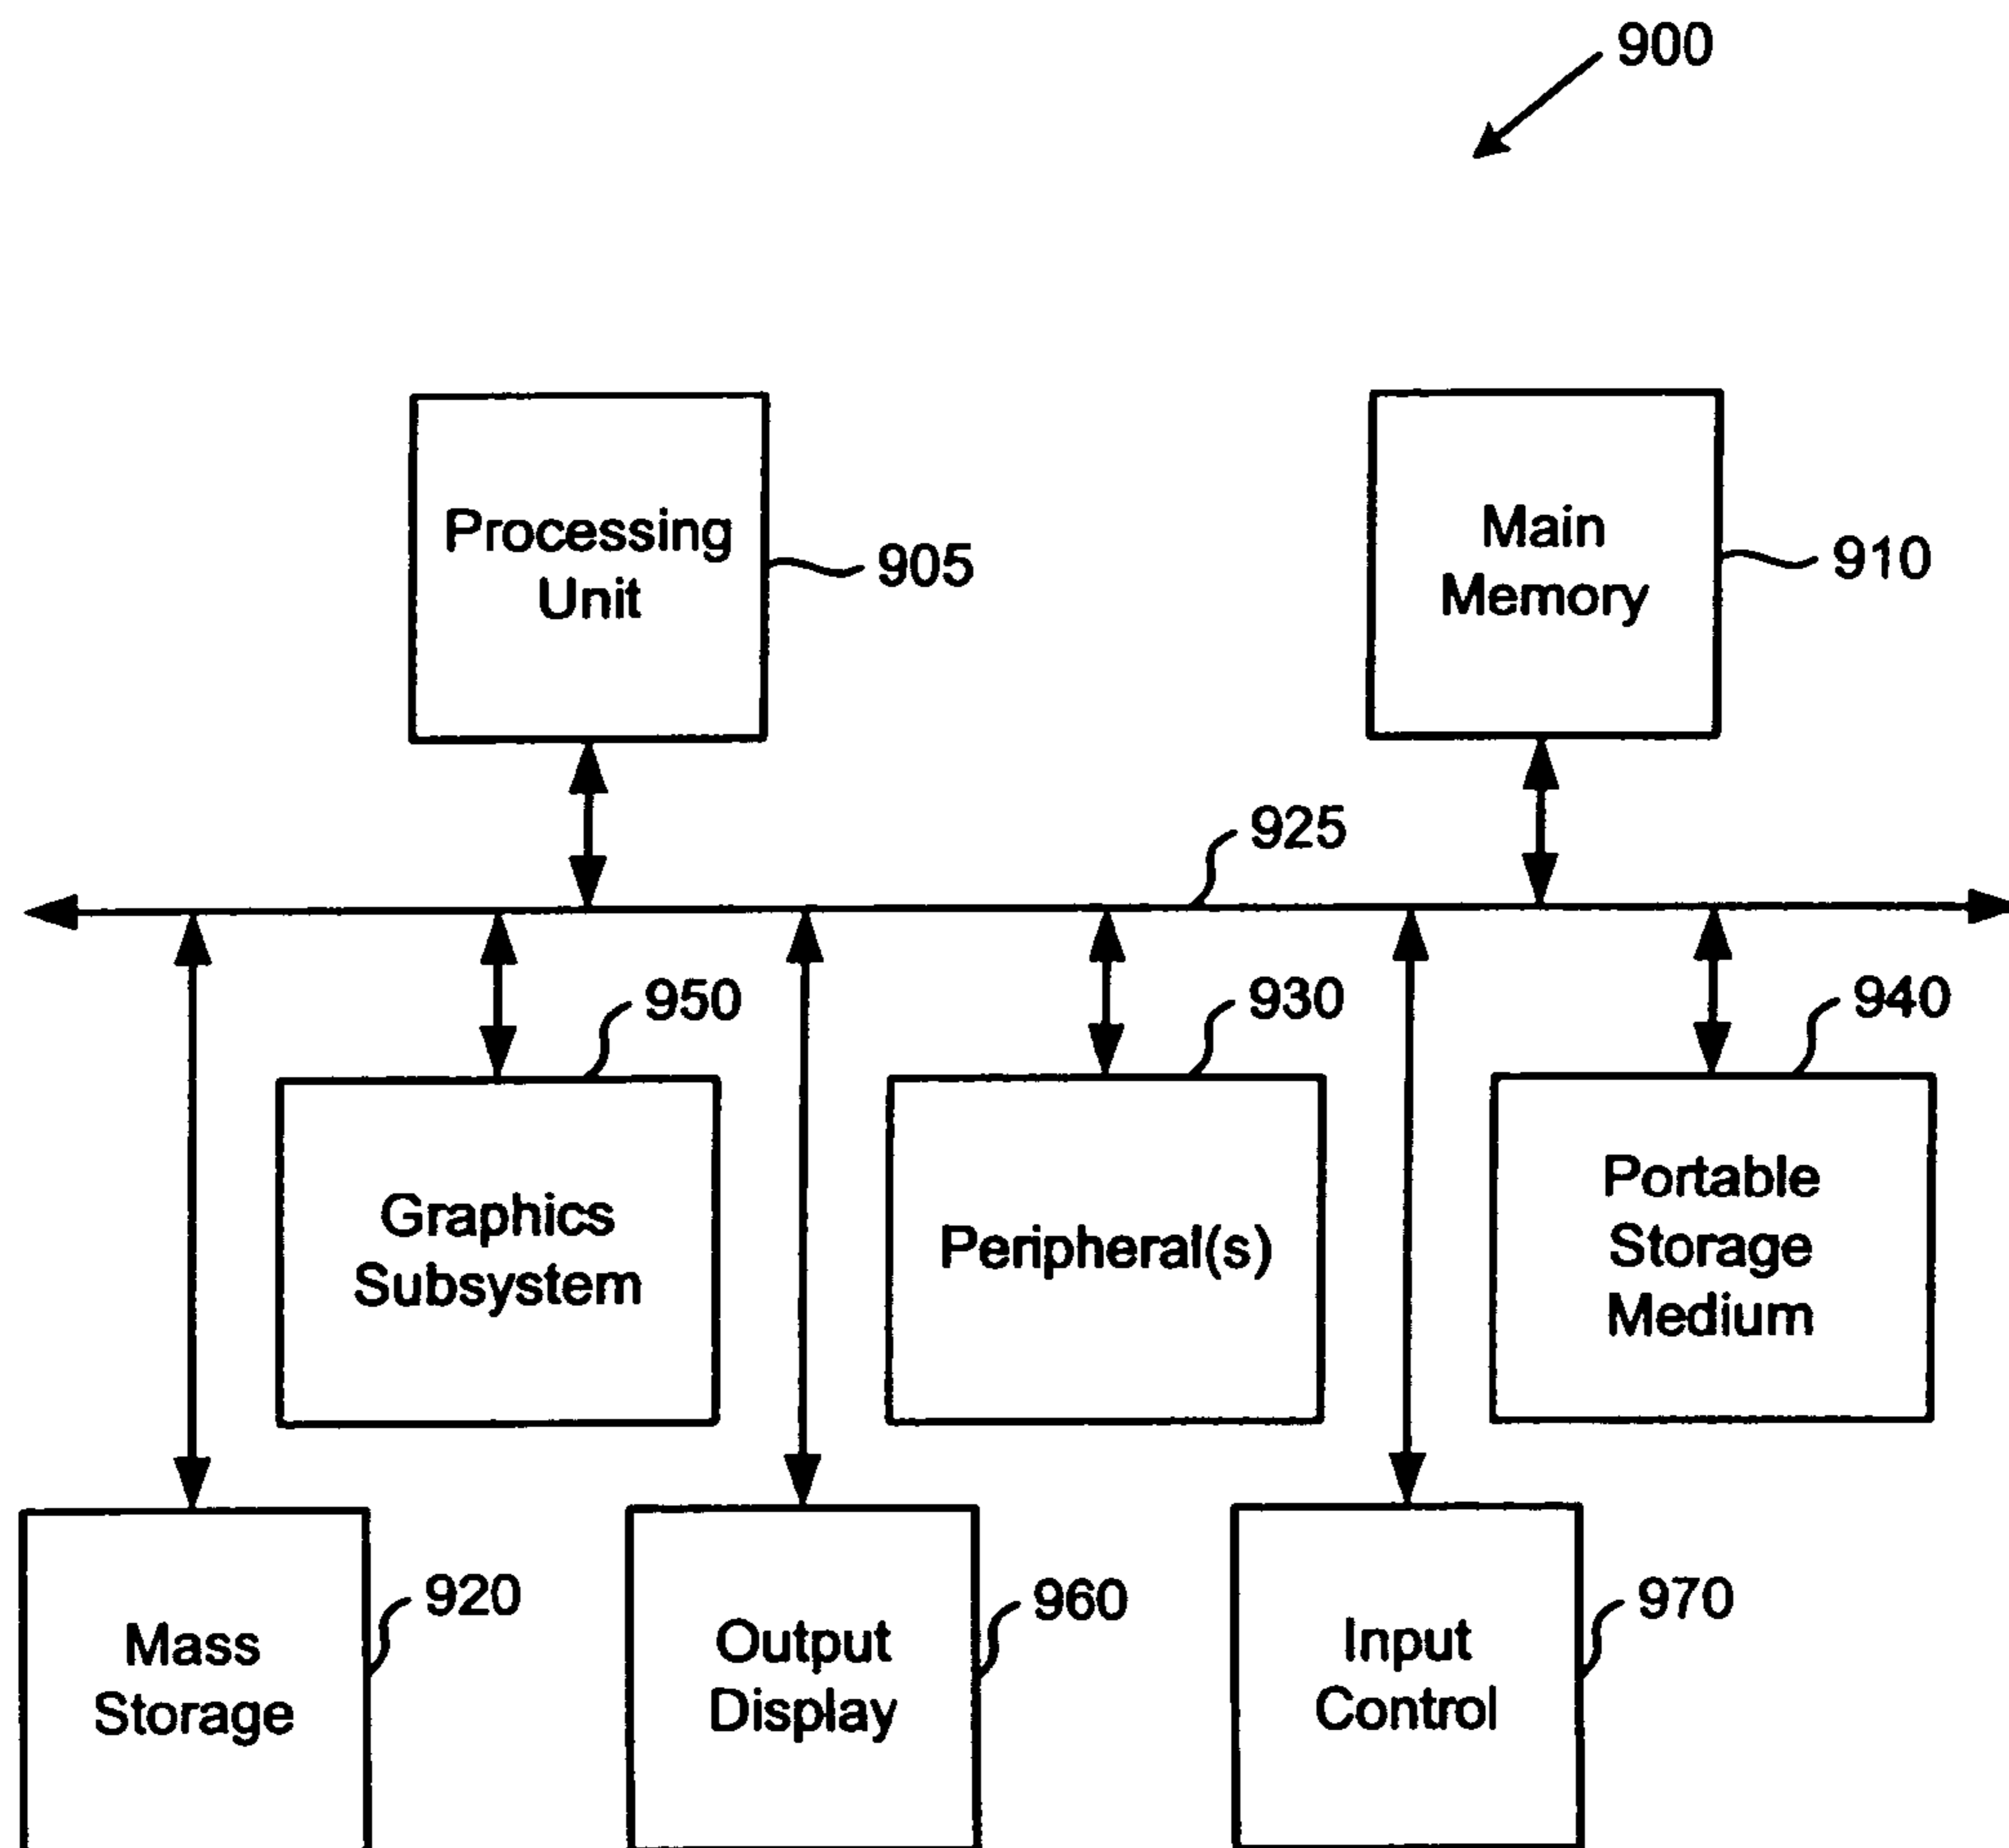 900
Processing
Unit
905
Main
Memory
910
925
950
930
940
Graphics
Subsystem
Peripheral(s)
Portable
Storage
Medium
920
960
970
Mass
Storage
Output
Display
Input
Control